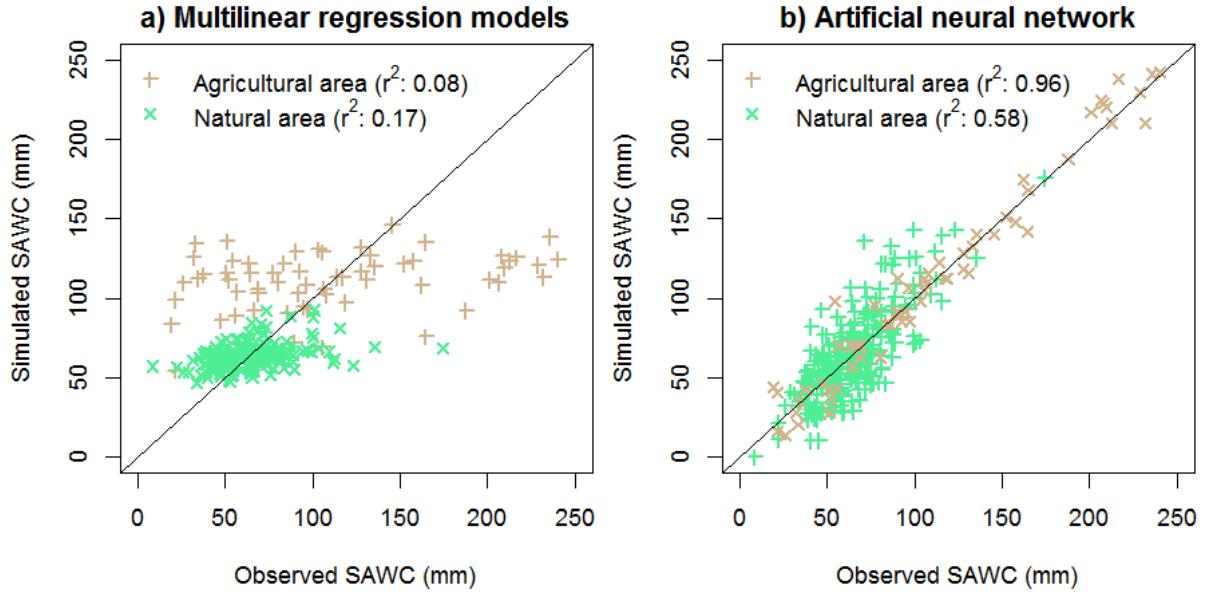 a) Multilinear regression models
Simulated SAWC (mm)
250
200
150
100
50
0
+ Agricultural area (r²: 0.08)
× Natural area (r²: 0.17)
0 50 100 150 200 250
Observed SAWC (mm)
b) Artificial neural network
Simulated SAWC (mm)
250
200
150
100
50
0
+ Agricultural area (r²: 0.96)
× Natural area (r²: 0.58)
0 50 100 150 200 250
Observed SAWC (mm)